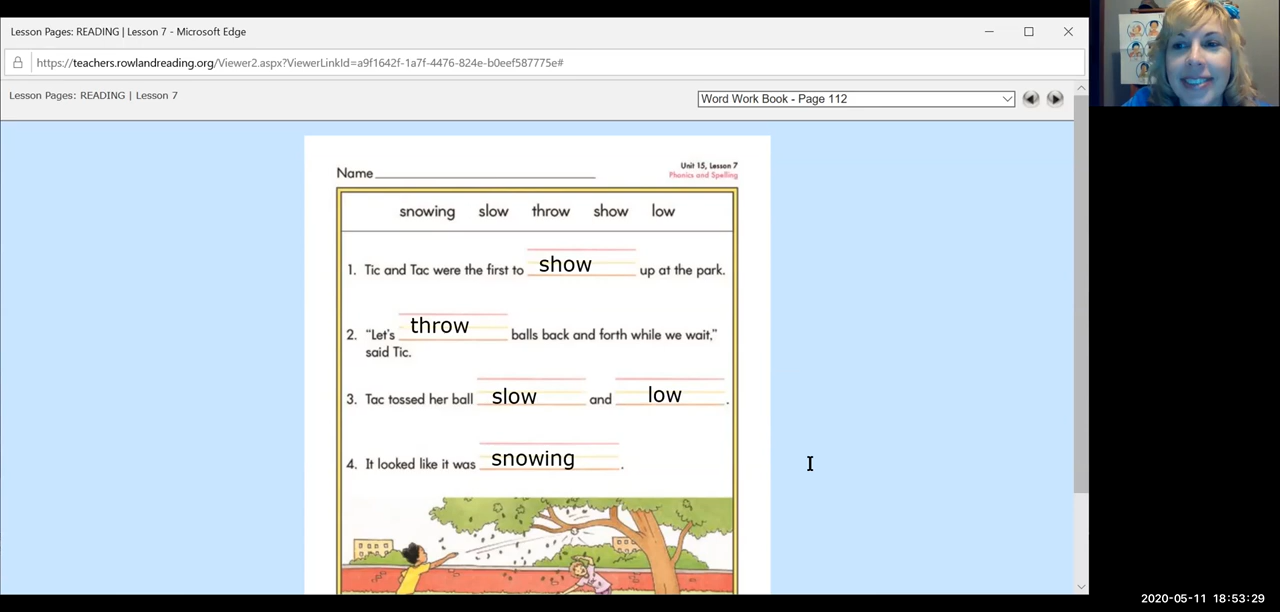 Lesson Pages: READING | Lesson 7 - Microsoft Edge
https://teachers.rowlandreading.org/Viewer2.aspx?ViewerLinkId=a9f1642f-1a7f-4476-824e-b0eef587775e#
Lesson Pages: READING | Lesson 7
Word Work Book - Page 112
Unit 15, Lesson 7
Name
Phonics and Spelling
snowing slow throw show low
1. Tic and Tac were the first to show up at the park.
2. "Let's throw balls back and forth while we wait,"
said Tic.
3. Tac tossed her ball slow and low.
4. It looked like it was snowing.
2020-05-11 18:53:29